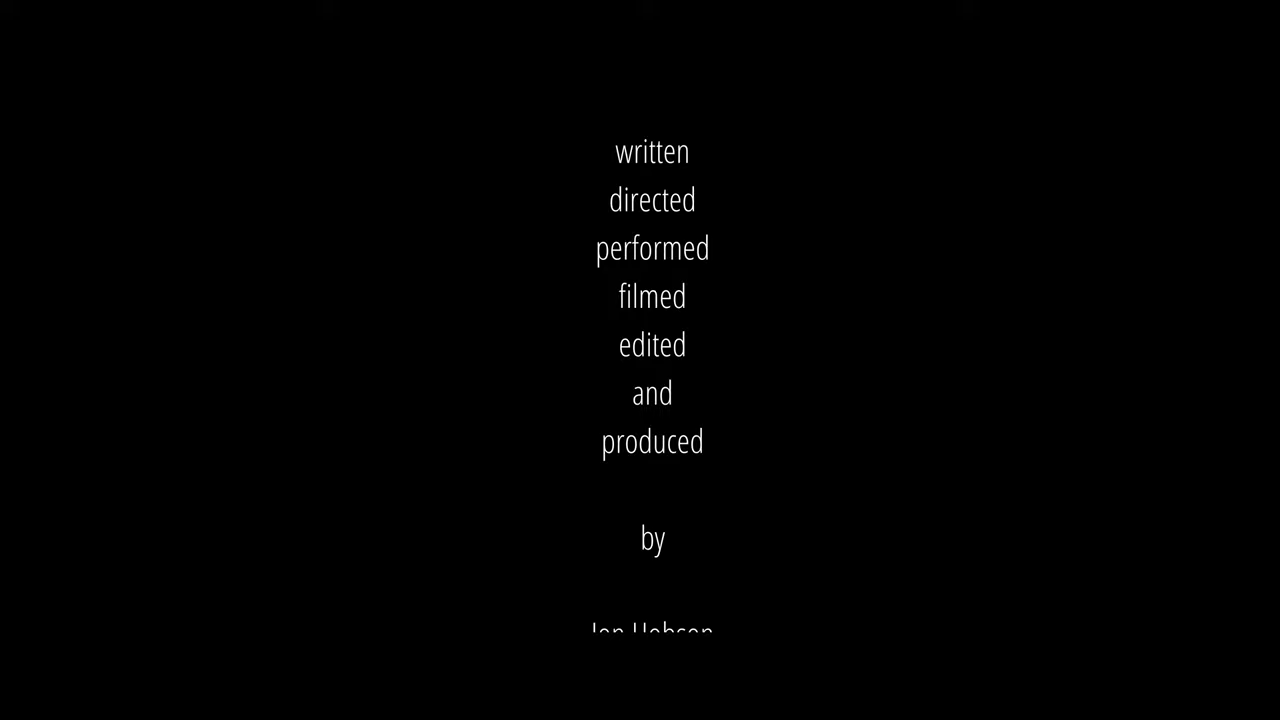 written
directed
performed
filmed
edited
and
produced
by